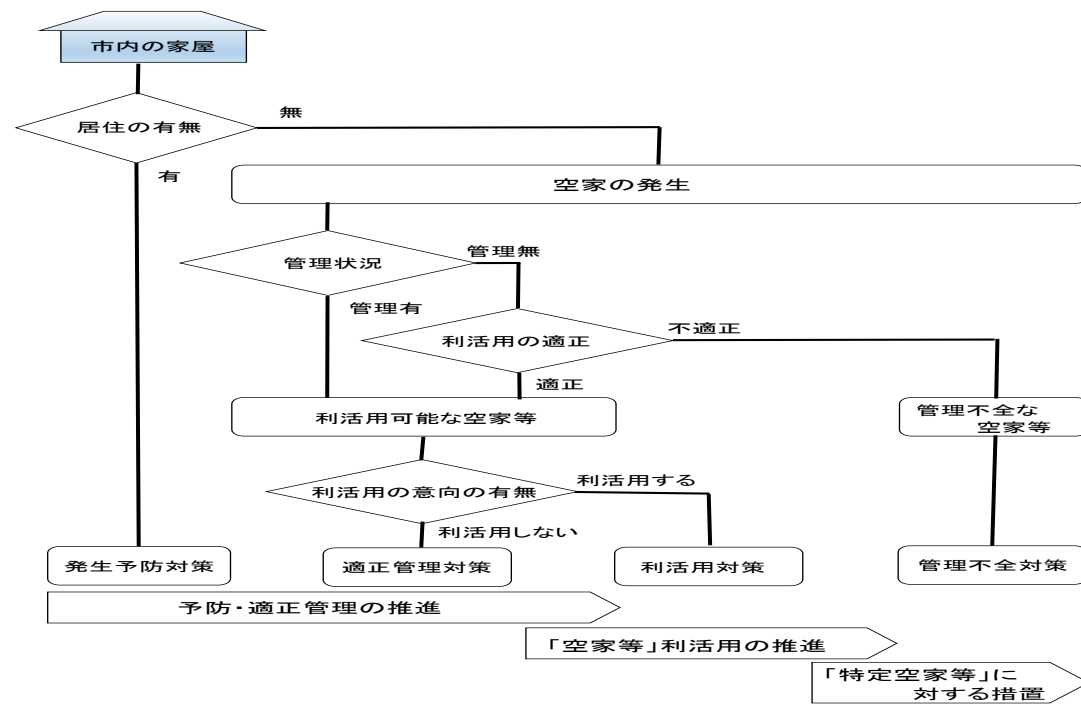 市内の家屋
居住の有無
無
有
空家の発生
管理状況
管理無
管理有
利活用の適正
不適正
適正
利活用可能な空家等
管理不全な
空家等
利活用の意向の有無
利活用する
利活用しない
発生予防対策
適正管理対策
利活用対策
管理不全対策
予防・適正管理の推進
「空家等」利活用の推進
「特定空家等」に
対する措置